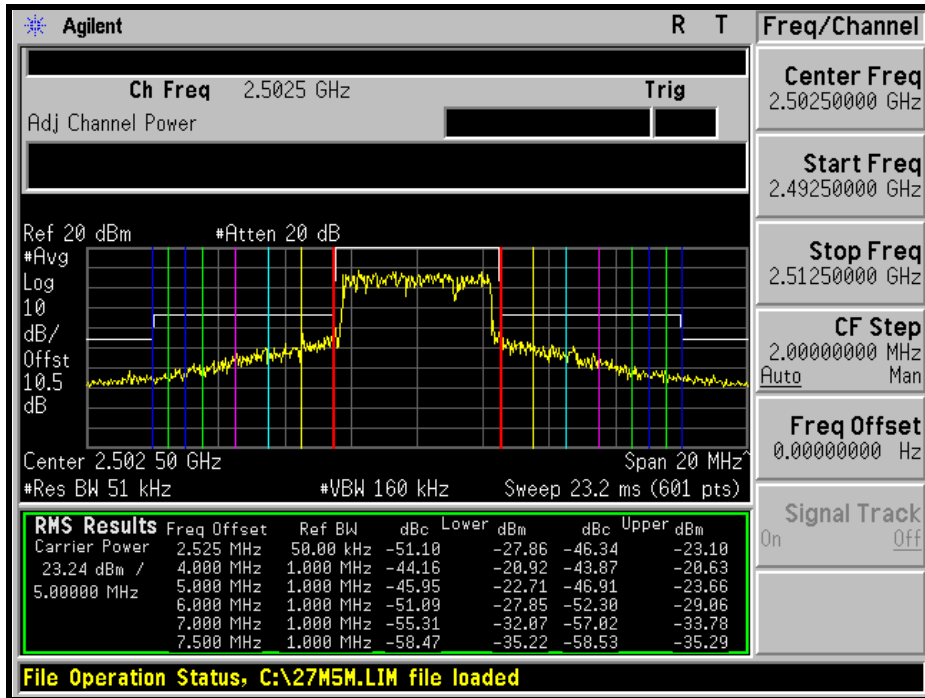 Agilent R T
Ch Freq 2.5025 GHz Trig
Adj Channel Power
Ref 20 dBm #Atten 20 dB
#Avg
Log
10
dB/
Offst
10.5
dB
Center 2.502 50 GHz Span 20 MHz^
#Res BW 51 kHz #VBW 160 kHz Sweep 23.2 ms (601 pts)
RMS Results Freq Offset Ref BW dBc Lower dBm dBc Upper dBm
Carrier Power 2.525 MHz 50.00 kHz -51.10 -27.86 -46.34 -23.10
23.24 dBm / 4.000 MHz 1.000 MHz -44.16 -20.92 -43.87 -20.63
5.00000 MHz 5.000 MHz 1.000 MHz -45.95 -22.71 -46.91 -23.66
6.000 MHz 1.000 MHz -51.09 -27.85 -52.30 -29.06
7.000 MHz 1.000 MHz -55.31 -32.07 -57.02 -33.78
7.500 MHz 1.000 MHz -58.47 -35.22 -58.53 -35.29
File Operation Status, C:\27M5M.LIM file loaded
Freq/Channel
Center Freq
2.50250000 GHz
Start Freq
2.49250000 GHz
Stop Freq
2.51250000 GHz
CF Step
2.00000000 MHz
Auto Man
Freq Offset
0.00000000 Hz
Signal Track
On Off